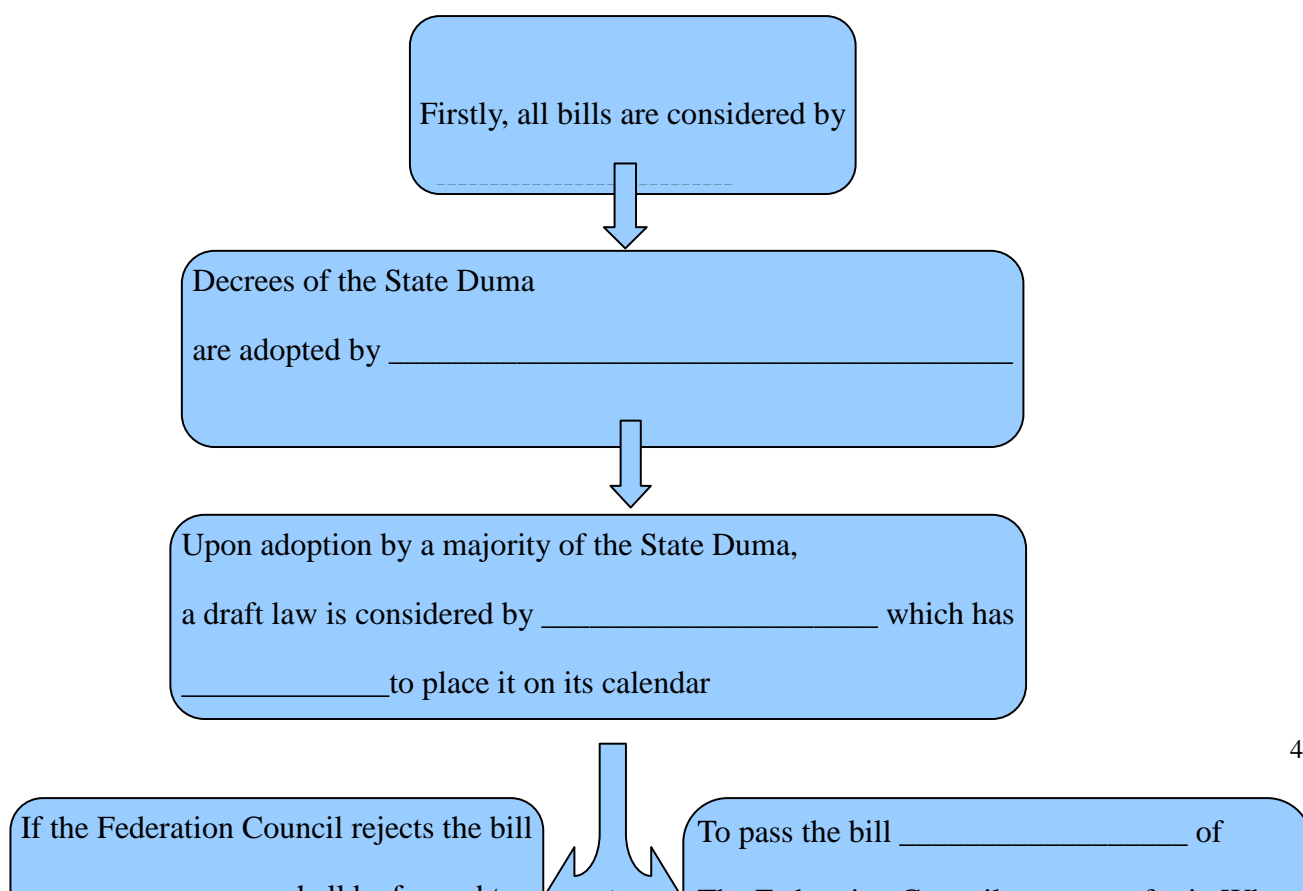 Firstly, all bills are considered by
____________________________
Decrees of the State Duma
are adopted by _______________________________________
Upon adoption by a majority of the State Duma,
a draft law is considered by _____________________ which has
_____________to place it on its calendar
4
If the Federation Council rejects the bill
To pass the bill __________________ of